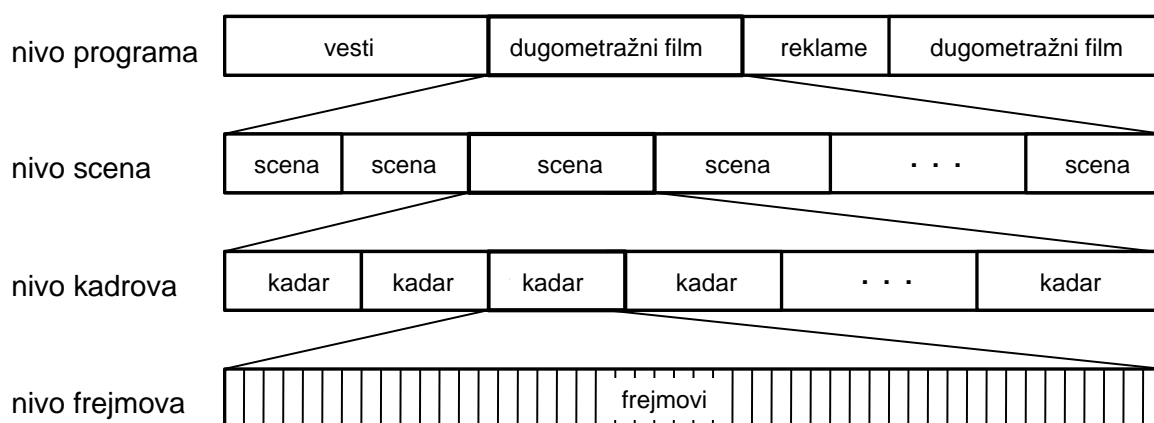 nivo programa vesti dugometražni film reklame dugometražni film
nivo scena scena scena scena scena . . . scena
nivo kadrova kadar kadar kadar kadar . . . kadar
nivo frejmova frejmovi